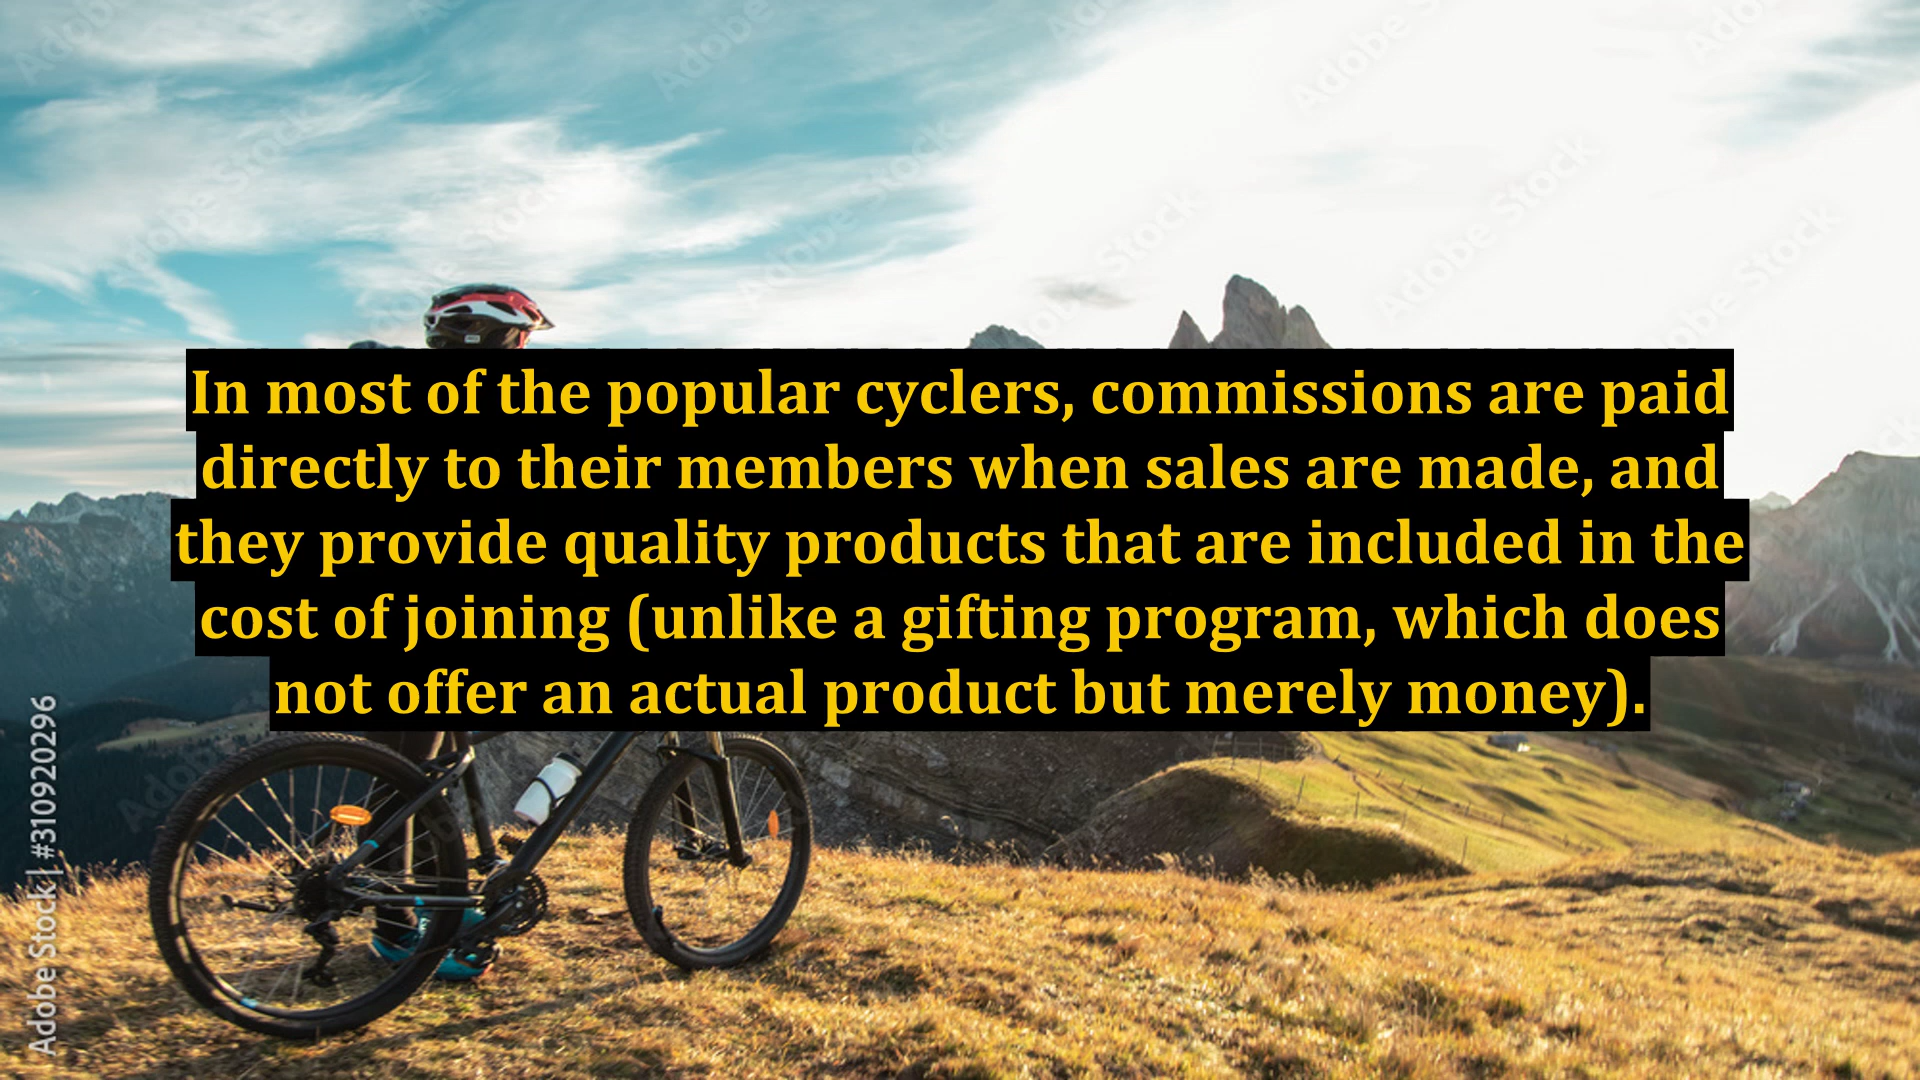 In most of the popular cyclers, commissions are paid
directly to their members when sales are made, and
they provide quality products that are included in the
cost of joining (unlike a gifting program, which does
not offer an actual product but merely money).
Adobe Stock | #310920296